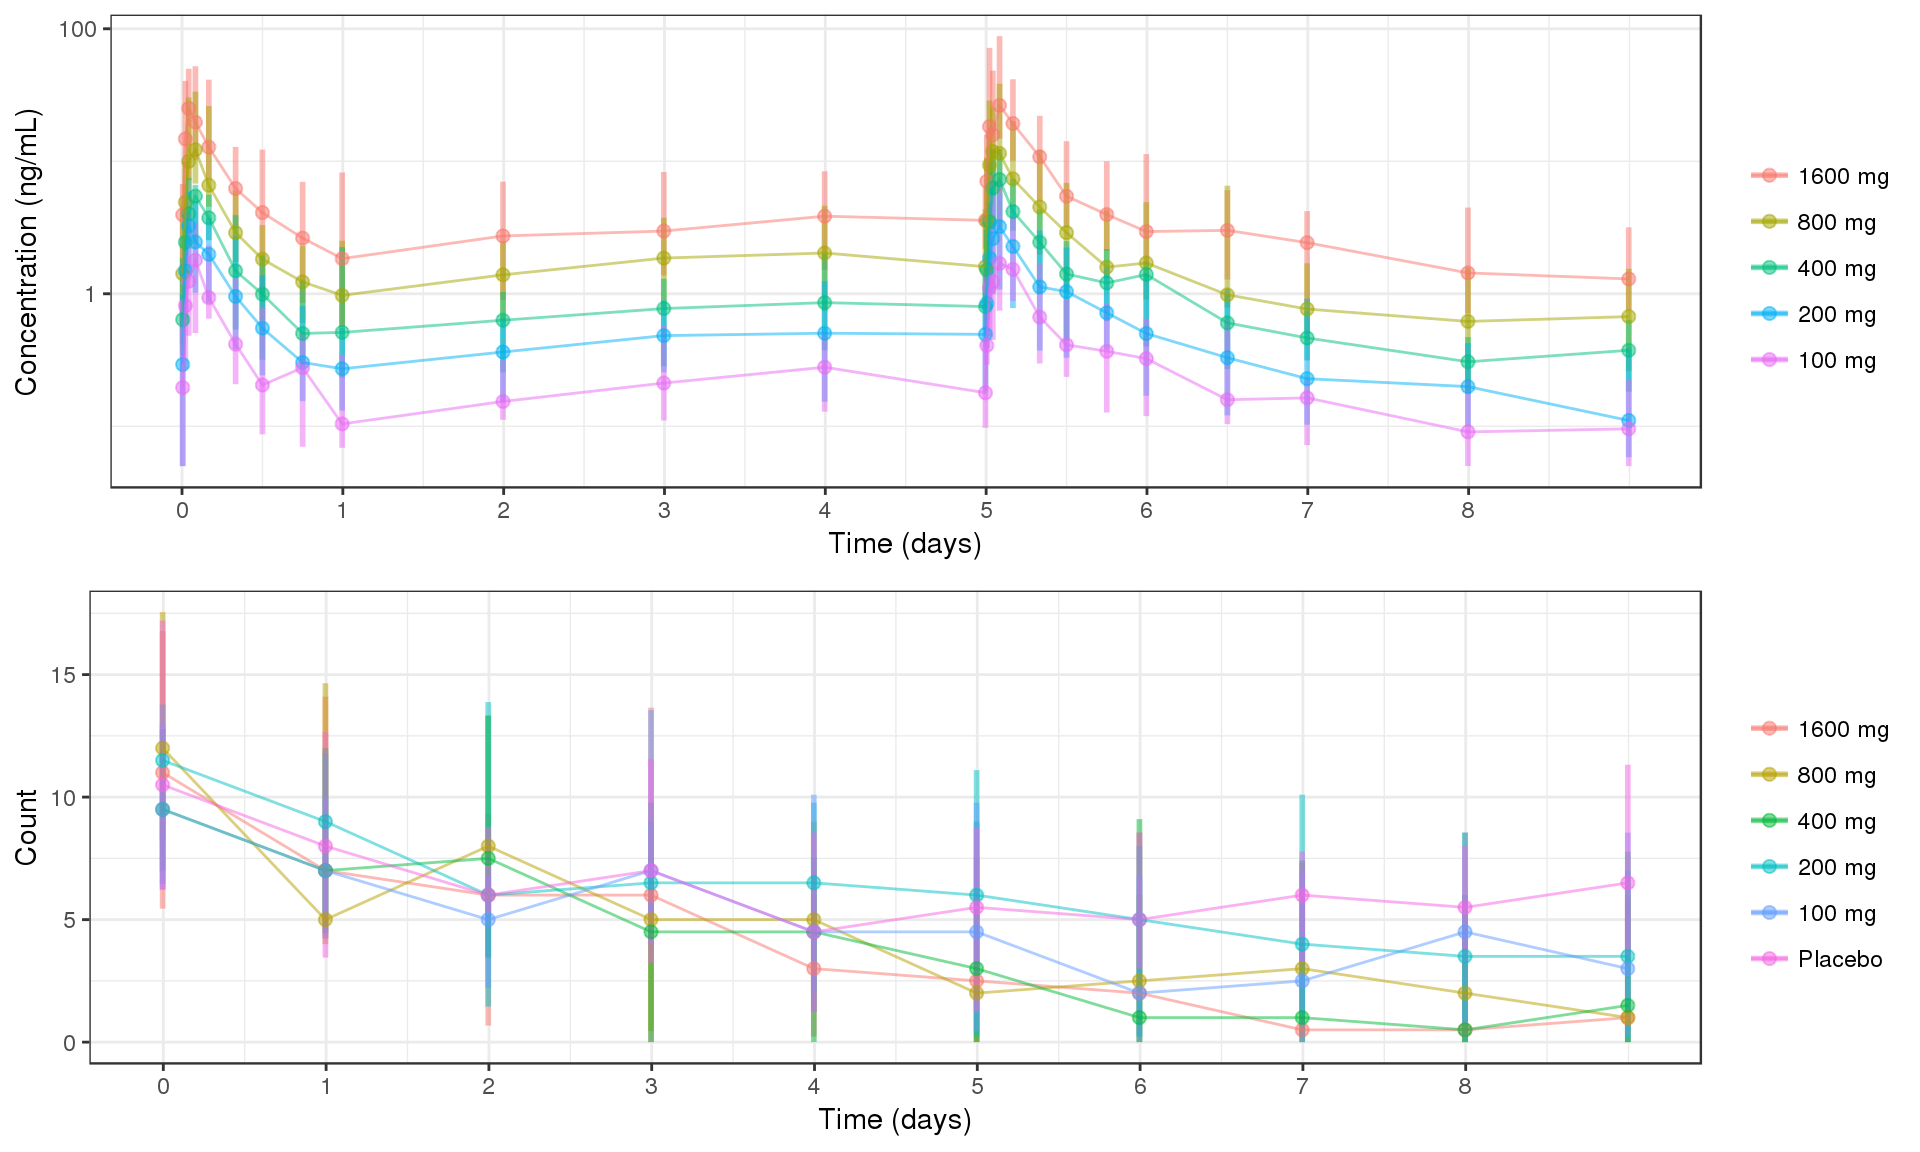 100
1
Concentration (ng/mL)
0 1 2 3 4 5 6 7 8
Time (days)
1600 mg
800 mg
400 mg
200 mg
100 mg
15
10
5
0
Count
0 1 2 3 4 5 6 7 8
Time (days)
1600 mg
800 mg
400 mg
200 mg
100 mg
Placebo